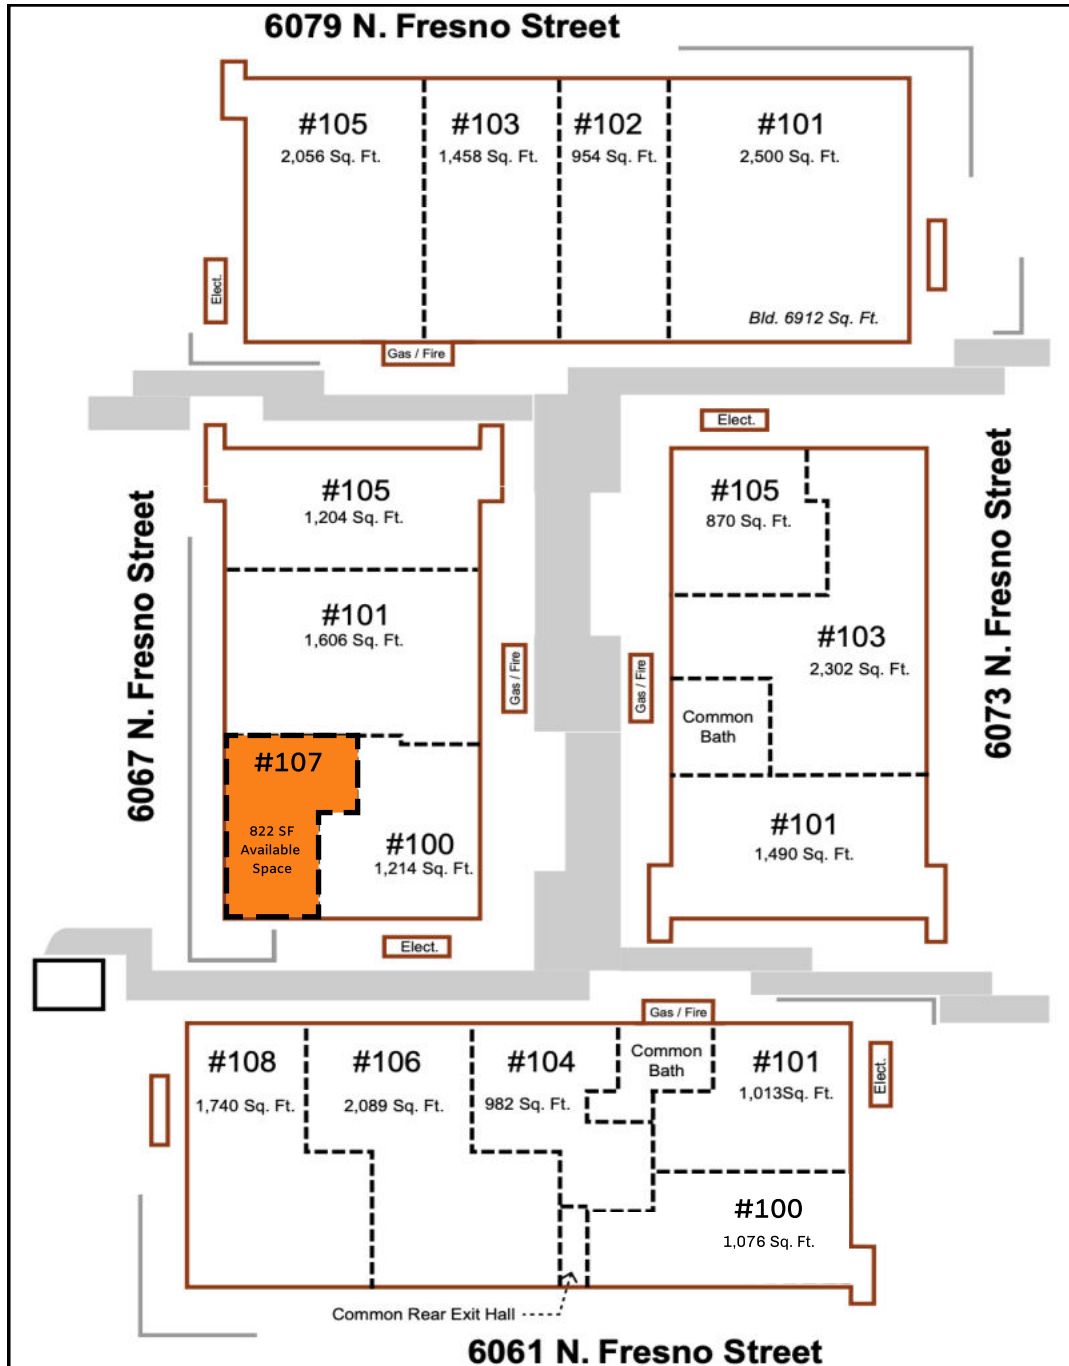 6079 N. Fresno Street
#105
2,056 Sq. Ft.
#103
1,458 Sq. Ft.
#102
954 Sq. Ft.
#101
2,500 Sq. Ft.
Bld. 6912 Sq. Ft.
Elect.
Gas / Fire
6067 N. Fresno Street
#105
1,204 Sq. Ft.
#101
1,606 Sq. Ft.
#107
822 SF
Available
Space
#100
1,214 Sq. Ft.
Gas / Fire
Elect.
Elect.
#105
870 Sq. Ft.
#103
2,302 Sq. Ft.
Common
Bath
#101
1,490 Sq. Ft.
Gas / Fire
6073 N. Fresno Street
Gas / Fire
#108
1,740 Sq. Ft.
#106
2,089 Sq. Ft.
#104
982 Sq. Ft.
Common
Bath
#101
1,013Sq. Ft.
Elect.
#100
1,076 Sq. Ft.
Common Rear Exit Hall
6061 N. Fresno Street